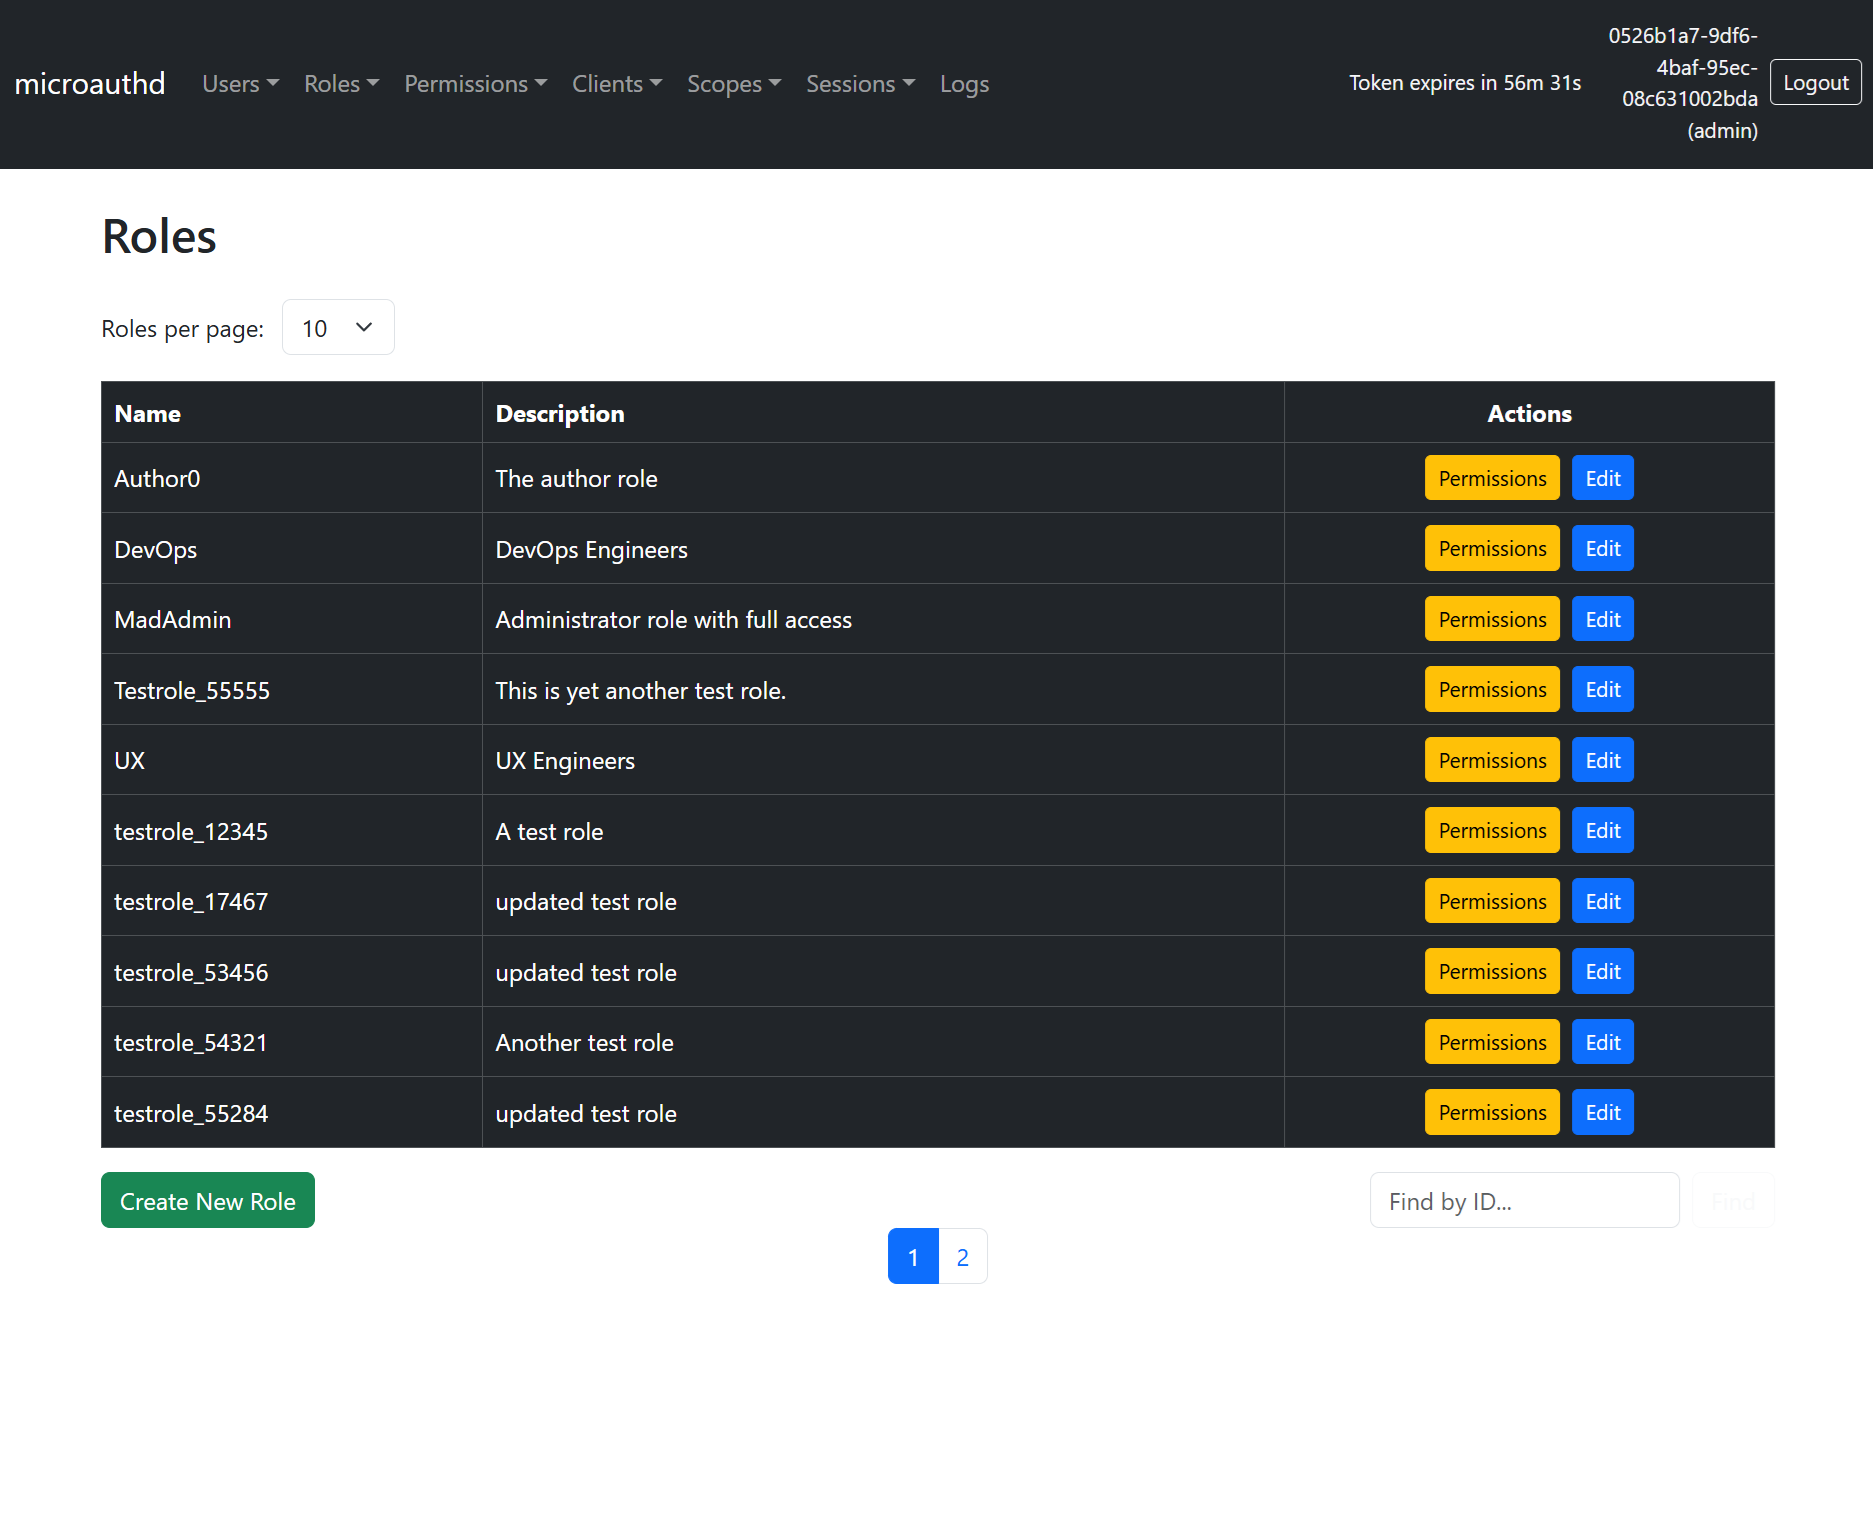 microauthd Users Roles Permissions Clients Scopes Sessions Logs Token expires in 56m 31s
0526b1a7-9df6-
4baf-95ec-
08c631002bda
(admin)
Logout
Roles
Roles per page: 10
Name Description Actions
Author0 The author role Permissions Edit
DevOps DevOps Engineers Permissions Edit
MadAdmin Administrator role with full access Permissions Edit
Testrole_55555 This is yet another test role. Permissions Edit
UX UX Engineers Permissions Edit
testrole_12345 A test role Permissions Edit
testrole_17467 updated test role Permissions Edit
testrole_53456 updated test role Permissions Edit
testrole_54321 Another test role Permissions Edit
testrole_55284 updated test role Permissions Edit
Create New Role Find by ID... Find
1 2